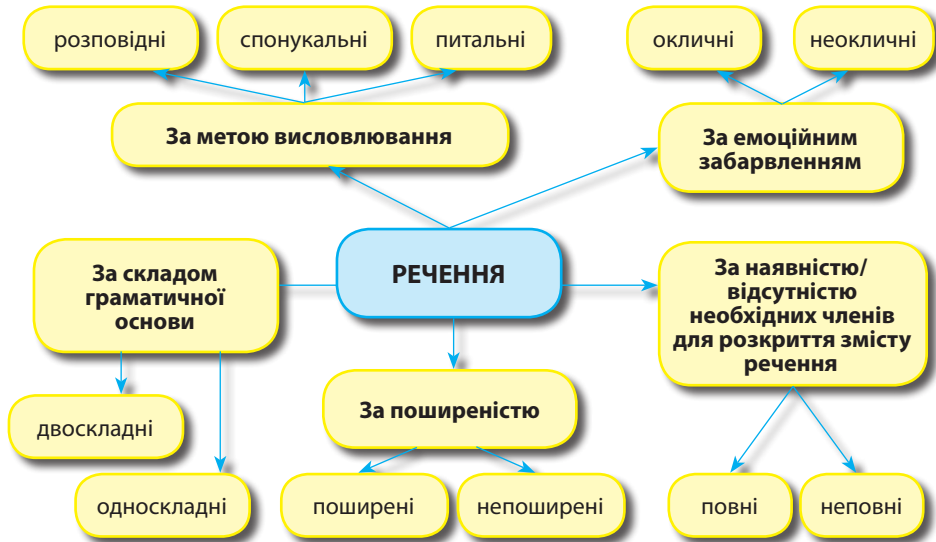 розповідні
спонукальні
питальні
окличні
неокличні
За метою висловлювання
За емоційним
забарвленням
За складом
граматичної
основи
РЕЧЕННЯ
За наявністю/
відсутністю
необхідних членів
для розкриття змісту
речення
двоскладні
За поширеністю
односкладні
поширені
непоширені
повні
неповні